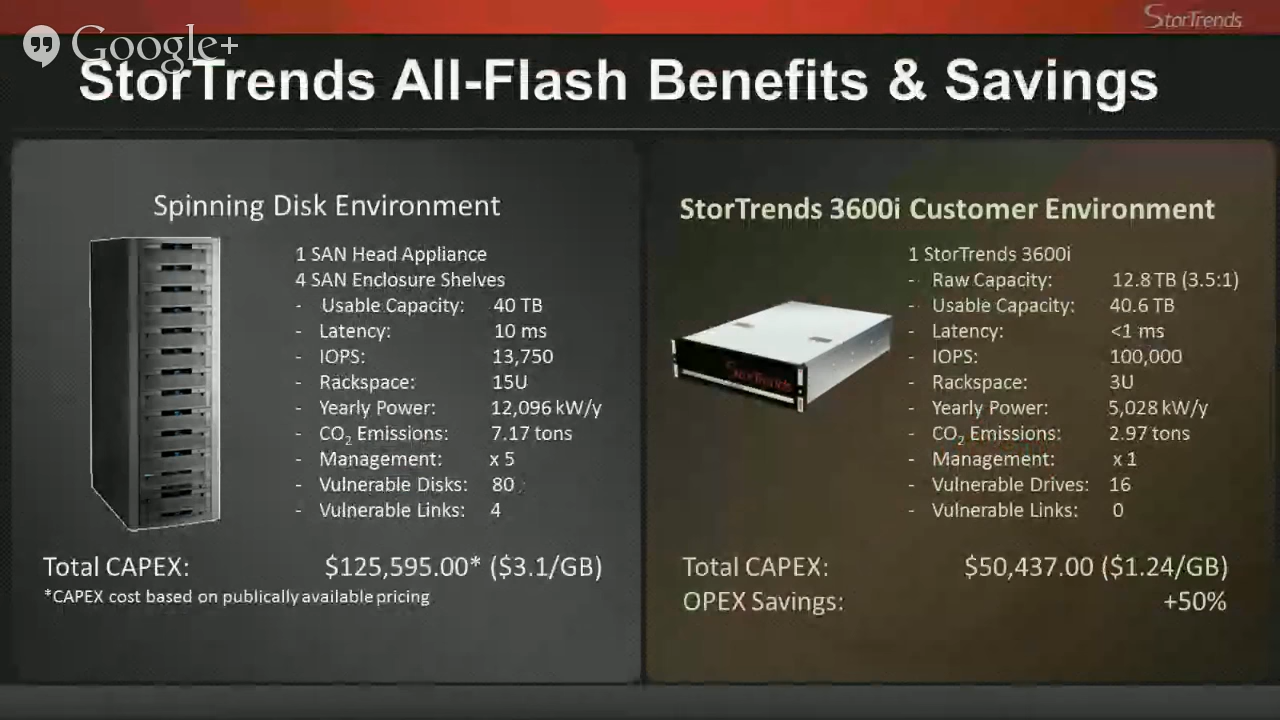 StorTrends
Google+
StorTrends All-Flash Benefits & Savings
Spinning Disk Environment
1 SAN Head Appliance
4 SAN Enclosure Shelves
- Usable Capacity: 40 TB
- Latency: 10 ms
- IOPS: 13,750
- Rackspace: 15U
- Yearly Power: 12,096 kW/y
- CO2 Emissions: 7.17 tons
- Management: x 5
- Vulnerable Disks: 80
- Vulnerable Links: 4
Total CAPEX: $125,595.00* ($3.1/GB)
*CAPEX cost based on publically available pricing
StorTrends 3600i Customer Environment
StorTrends
1 StorTrends 3600i
- Raw Capacity: 12.8 TB (3.5:1)
- Usable Capacity: 40.6 TB
- Latency: <1 ms
- IOPS: 100,000
- Rackspace: 3U
- Yearly Power: 5,028 kW/y
- CO2 Emissions: 2.97 tons
- Management: x 1
- Vulnerable Drives: 16
- Vulnerable Links: 0
Total CAPEX: $50,437.00 ($1.24/GB)
OPEX Savings: +50%